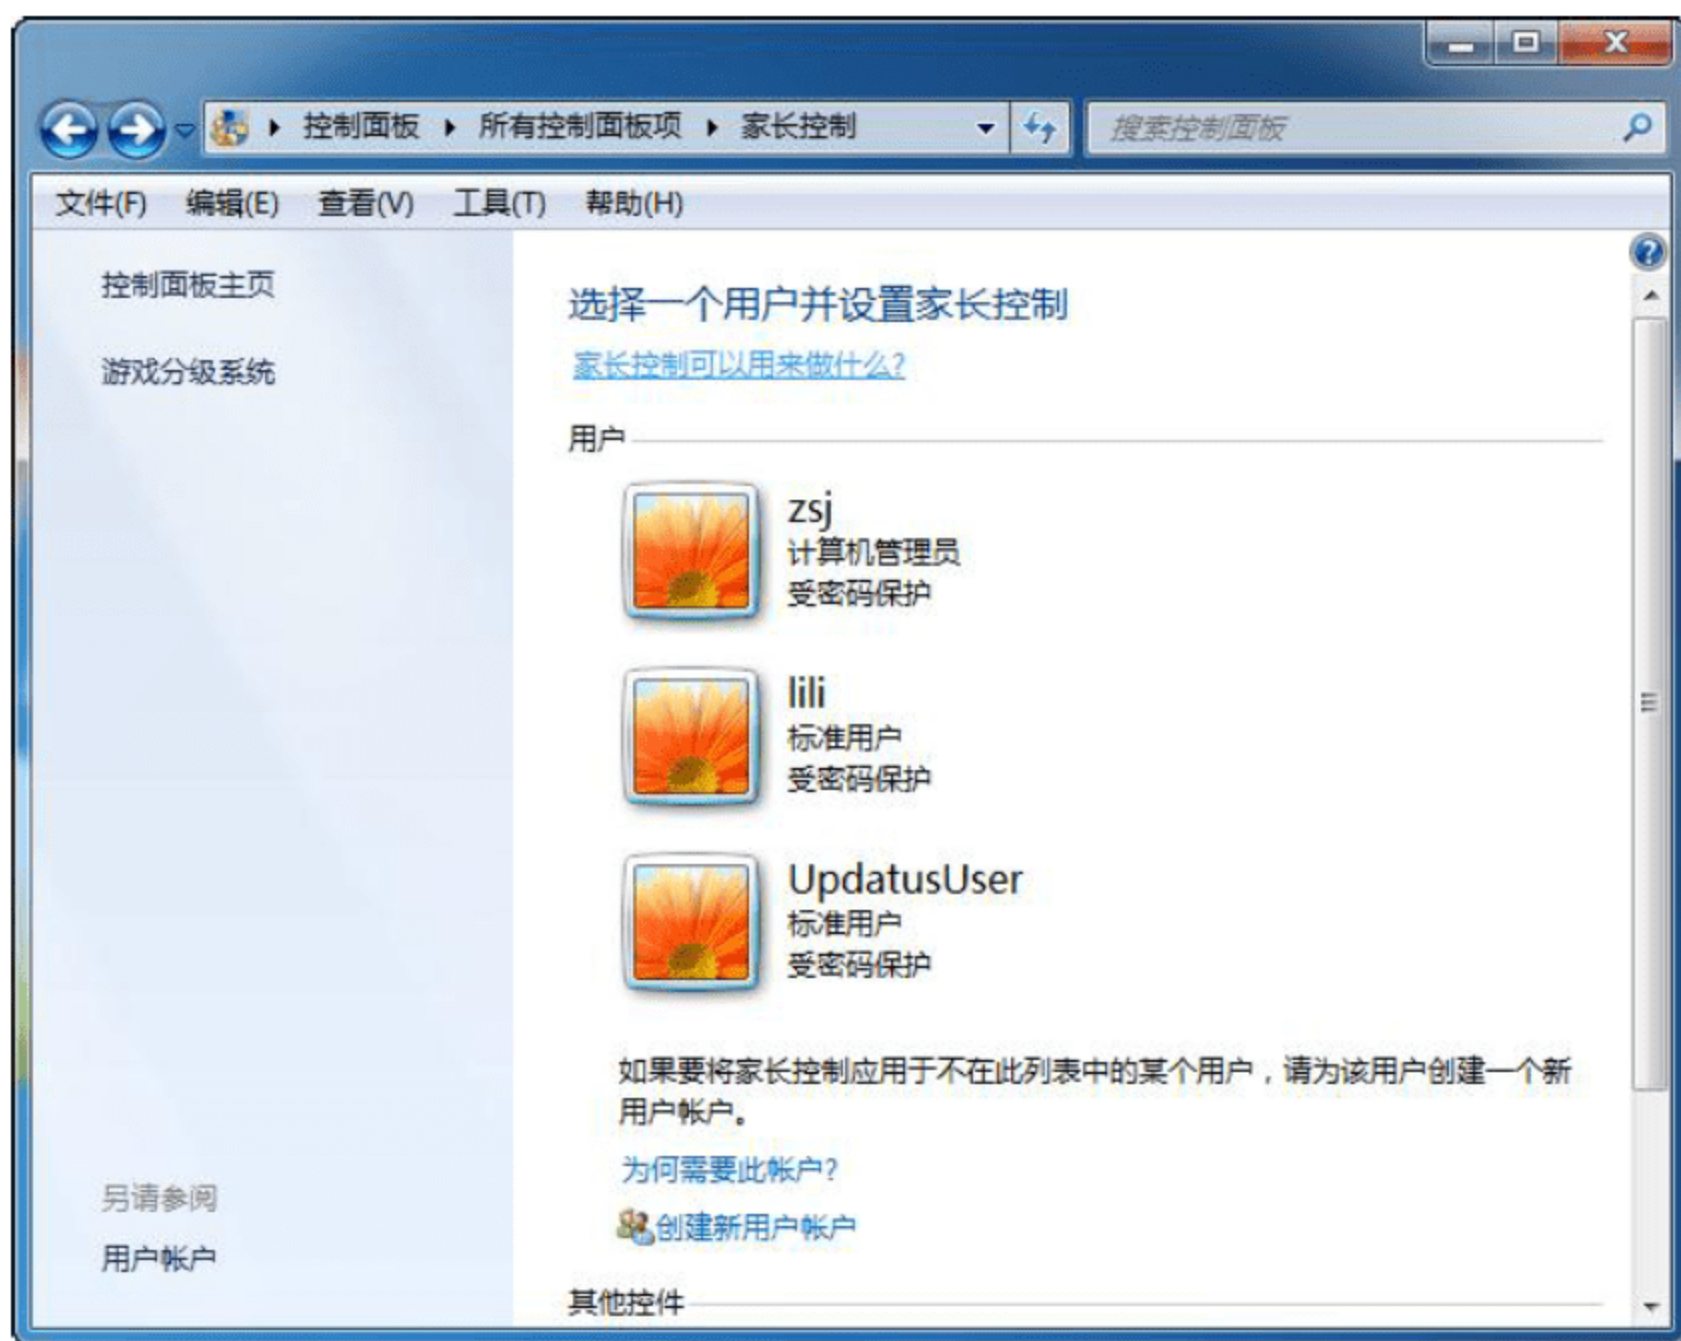 控制面板 ▸ 所有控制面板项 ▸ 家长控制
搜索控制面板
文件(F) 编辑(E) 查看(V) 工具(T) 帮助(H)
控制面板主页
游戏分级系统
另请参阅
用户帐户
选择一个用户并设置家长控制
家长控制可以用来做什么?
用户
zsj
计算机管理员
受密码保护
lili
标准用户
受密码保护
UpdatusUser
标准用户
受密码保护
如果要将家长控制应用于不在此列表中的某个用户，请为该用户创建一个新
用户帐户。
为何需要此帐户?
创建新用户帐户
其他控件